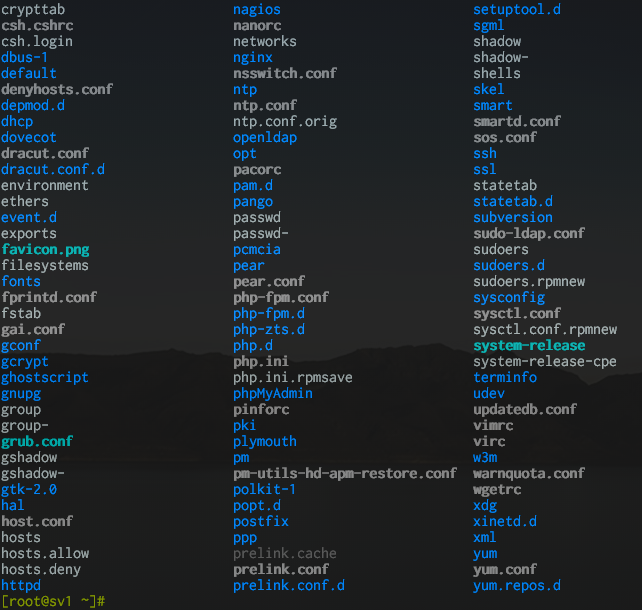 crypttab nagios setuptool.d
csh.cshrc nanorc sgml
csh.login networks shadow
dbus-1 nginx shadow-
default nsswitch.conf shells
denyhosts.conf ntp skel
depmod.d ntp.conf smart
dhcp ntp.conf.orig smartd.conf
dovecot openldap sos.conf
dracut.conf opt ssh
dracut.conf.d pacorc ssl
environment pam.d statetab
ethers pango statetab.d
event.d passwd subversion
exports passwd- sudo-ldap.conf
favicon.png pcmcia sudoers
filesystems pear sudoers.d
fonts pear.conf sudoers.rpmnew
fprintd.conf php-fpm.conf sysconfig
fstab php-fpm.d sysctl.conf
gai.conf php-zts.d sysctl.conf.rpmnew
gconf php.d system-release
gcrypt php.ini system-release-cpe
ghostscript php.ini.rpmsave terminfo
gnupg phpMyAdmin udev
group pinforc updatedb.conf
group- pki vimrc
grub.conf plymouth virc
gshadow pm w3m
gshadow- pm-utils-hd-apm-restore.conf warnquota.conf
gtk-2.0 polkit-1 wgetrc
hal popt.d xdg
host.conf postfix xinetd.d
hosts ppp xml
hosts.allow prelink.cache yum
hosts.deny prelink.conf yum.conf
httpd prelink.conf.d yum.repos.d
[root@sv1 ~]#